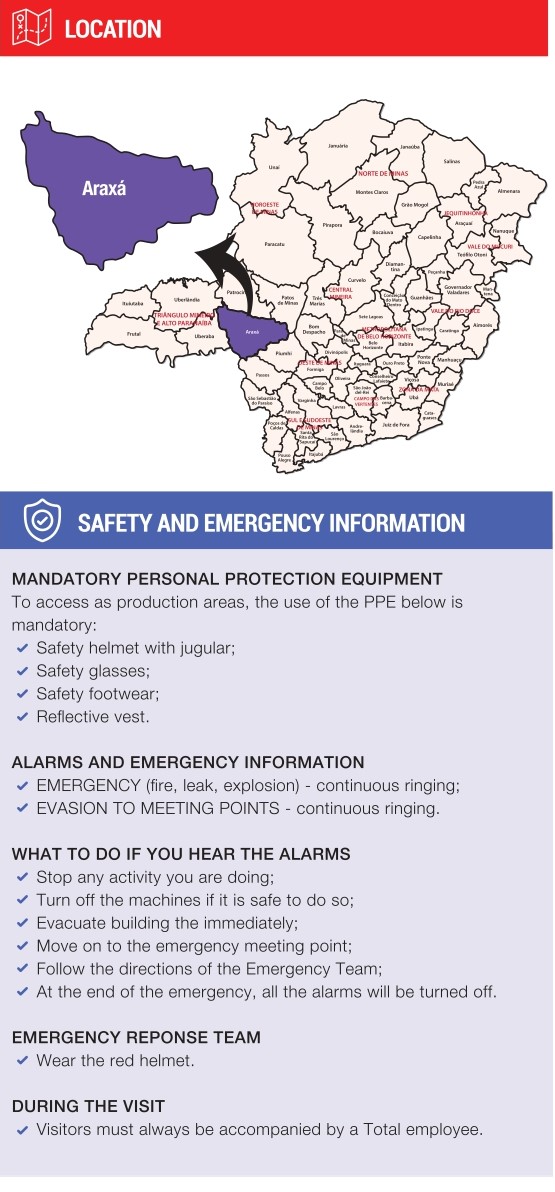 LOCATION
Araxá
Januária
Janaúba
Salinas
Unaí
NORTE DE MINAS
Montes Claros
Pedra
Azul
Almenara
Grão Mogol
NOROESTE
DE MINAS
JEQUITINHONHA
Araçuaí
Pirapora
Bocaiuva
Capelinha
Nanuque
Paracatu
VALE DO MUCURI
Teófilo Otoni
Diaman-
tina
Peçanha
Curvelo
Governador
Valadares
Patrocínio
Patos
de Minas
Três
Marias
CENTRAL
MINEIRA
Conceição
do Mato
Dentro
Guanhães
Man-
tena
Ituiutaba
Uberlândia
TRIÂNGULO MINEIRO
E ALTO PARANAÍBA
Sete Lagoas
VALE DO RIO DOCE
Frutal
Uberaba
Araxá
Bom
Despacho
METROPOLITANA
DE BELO HORIZONTE
Belo
Horizonte
Itabira
Ipatinga
Caratinga
Aimorés
Piumhi
Divinópolis
OESTE DE MINAS
Formiga
Itaguara
Ouro Preto
Ponte
Nova
Manhuaçu
Passos
Campo
Belo
Oliveira
Conselheiro
Lafaiete
Viçosa
ZONA DA MATA
Ubá
Muriaé
São Sebastião
do Paraíso
Varginha
São João
del-Rei
CAMPO DAS
VERTENTES
Barba-
cena
Alfenas
Lavras
Cata-
guases
Poços de
Caldas
SUL E SUDOESTE
DE MINAS
Santa
Rita do
Sapucaí
São
Lourenço
Andre-
lândia
Juiz de Fora
Pouso
Alegre
Itajubá
SAFETY AND EMERGENCY INFORMATION
MANDATORY PERSONAL PROTECTION EQUIPMENT
To access as production areas, the use of the PPE below is
mandatory:
Safety helmet with jugular;
Safety glasses;
Safety footwear;
Reflective vest.
ALARMS AND EMERGENCY INFORMATION
EMERGENCY (fire, leak, explosion) - continuous ringing;
EVASION TO MEETING POINTS - continuous ringing.
WHAT TO DO IF YOU HEAR THE ALARMS
Stop any activity you are doing;
Turn off the machines if it is safe to do so;
Evacuate building the immediately;
Move on to the emergency meeting point;
Follow the directions of the Emergency Team;
At the end of the emergency, all the alarms will be turned off.
EMERGENCY REPONSE TEAM
Wear the red helmet.
DURING THE VISIT
Visitors must always be accompanied by a Total employee.